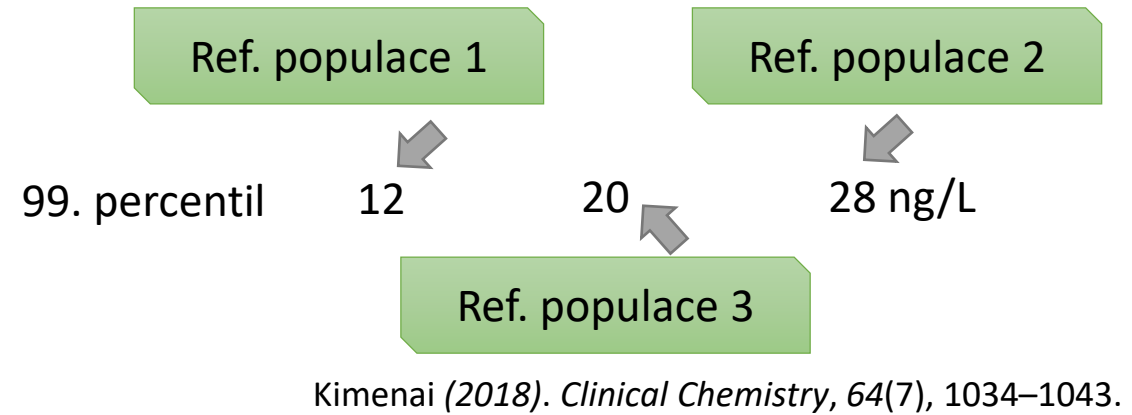 Ref. populace 1
Ref. populace 2
99. percentil 12 20 28 ng/L
Ref. populace 3
Kimenai (2018). Clinical Chemistry, 64(7), 1034–1043.